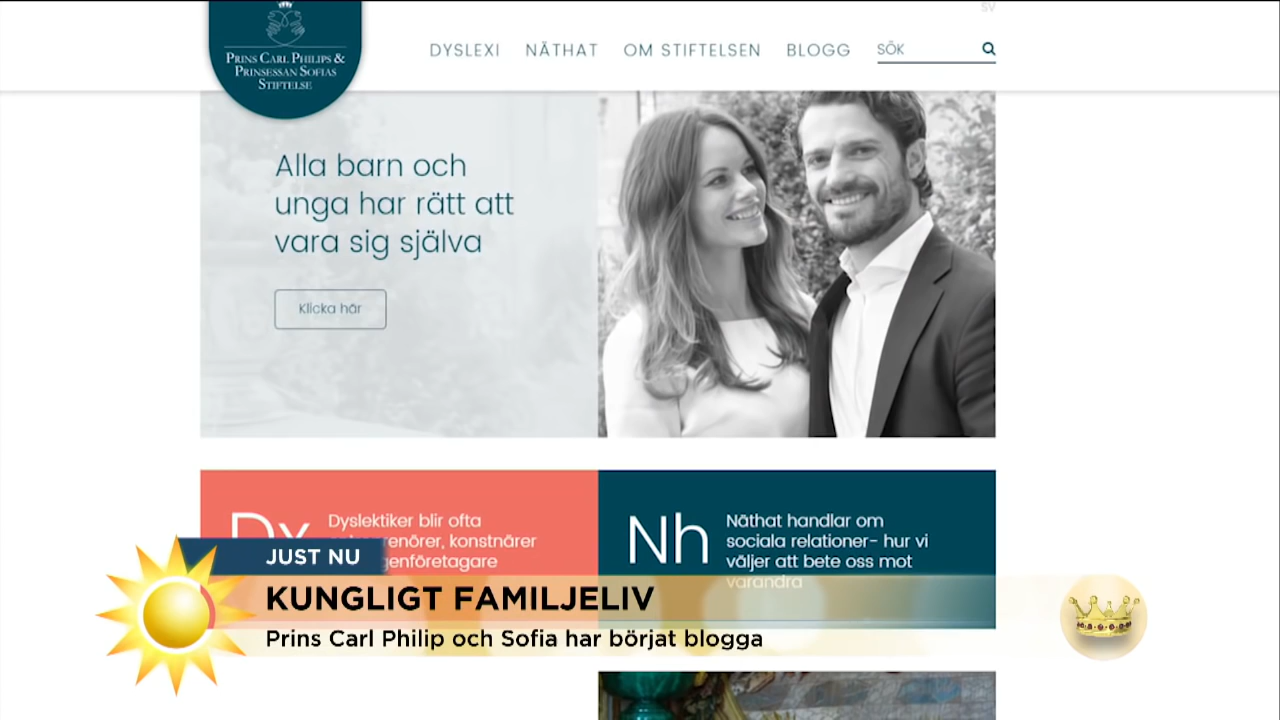 SV
PRINS CARL PHILIPS &
PRINSESSAN SOFIAS
STIFTELSE
DYSLEXI NÄTHAT OM STIFTELSEN BLOGG SÖK
Alla barn och
unga har rätt att
vara sig själva
Klicka här
Dx
Dyslektiker blir ofta
konstnärer
Nh
Näthat handlar om
sociala relationer- hur vi
väljer att bete oss mot
varandra
JUST NU
KUNGLIGT FAMILJELIV
Prins Carl Philip och Sofia har börjat blogga